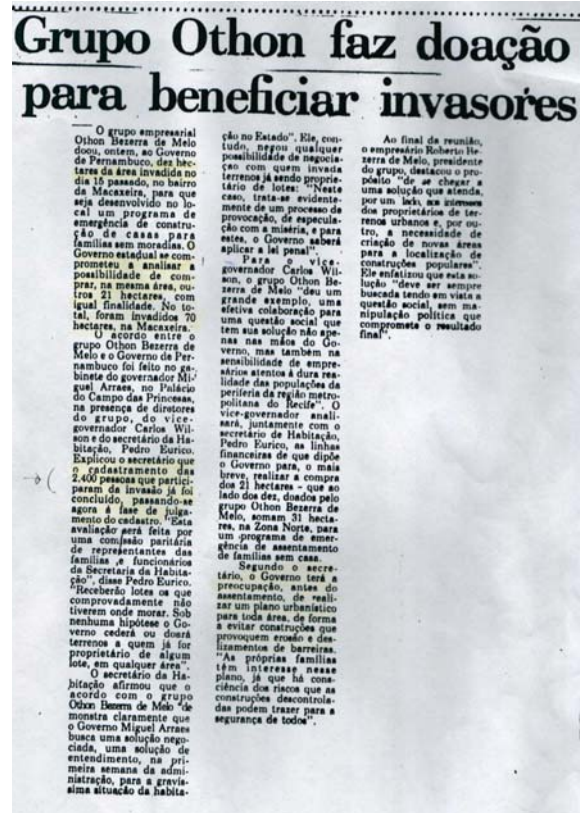 Grupo Othon faz doação
para beneficiar invasores
O grupo empresarial
Othon Bezerra de Melo
doou, ontem, ao Governo
de Pernambuco, dez hec-
tares da área invadida no
dia 15 passado, no bairro
da Macaxeira, para que
seja desenvolvido no lo-
cal um programa de
emergência de constru-
ção de casas para
famílias sem moradias. O
Governo estadual se com-
prometeu a analisar a
possibilidade de com-
prar, na mesma área, ou-
tros 21 hectares, com
igual finalidade. No to-
tal, foram invadidos 70
hectares, na Macaxeira.
O acordo entre o
grupo Othon Bezerra de
Melo e o Governo de Per-
nambuco foi feito no ga-
binete do governador Mi-
guel Arraes, no Palácio
do Campo das Princesas,
na presença de diretores
do grupo, do vice-
governador Carlos Wil-
son e do secretário da Ha-
bitação, Pedro Eurico.
Explicou o secretário que
o cadastramento das
2.400 pessoas que partici-
param da invasão já foi
concluído, passando-se
agora à fase de julga-
mento do cadastro. "Esta
avaliação será feita por
uma comissão paritária
de representantes das
famílias e funcionários
da Secretaria da Habita-
ção", disse Pedro Eurico.
"Receberão lotes os que
comprovadamente não
tiverem onde morar. Sob
nenhuma hipótese o Go-
verno cederá ou doará
terrenos a quem já for
proprietário de algum
lote, em qualquer área".
O secretário da Ha-
bitação afirmou que o
acordo com o grupo
Othon Bezerra de Melo "de
monstra claramente que
o Governo Miguel Arraes
busca uma solução nego-
ciada, uma solução de
entendimento, na pri-
meira semana da admi-
nistração, para a gravís-
sima situação da habita-
ção no Estado". Ele, con-
tudo, negou qualquer
possibilidade de negocia-
ção com quem invada
terrenos já sendo proprie-
tário de lotes: "Neste
caso, trata-se evidente-
mente de um processo de
provocação, de especula-
ção com a miséria, e para
estes, o Governo saberá
aplicar a lei penal".
Para o vice-
governador Carlos Wil-
son, o grupo Othon Be-
zerra de Melo "deu um
grande exemplo, uma
efetiva colaboração para
uma questão social que
tem sua solução não ape-
nas nas mãos do Go-
verno, mas também na
sensibilidade de empre-
sários atentos à dura rea-
lidade das populações da
periferia da região metro-
politana do Recife". O
vice-governador anali-
sará, juntamente com o
secretário de Habitação,
Pedro Eurico, as linhas
financeiras de que dispõe
o Governo para, o mais
breve, realizar a compra
dos 21 hectares - que ao
lado dos dez, doados pelo
grupo Othon Bezerra de
Melo, somam 31 hecta-
res, na Zona Norte, para
um programa de emer-
gência de assentamento
de famílias sem casa.
Segundo o secre-
tário, o Governo terá a
preocupação, antes do
assentamento, de reali-
zar um plano urbanístico
para toda área, de forma
a evitar construções que
provoquem erosão e des-
lizamentos de barreiras.
"As próprias famílias
têm interesse nesse
plano, já que há cons-
ciência dos riscos que as
construções descontrola-
das podem trazer para a
segurança de todos".
Ao final da reunião,
o empresário Roberto Be-
zerra de Melo, presidente
do grupo, destacou o pro-
pósito "de se chegar a
uma solução que atenda,
por um lado, aos interesses
dos proprietários de ter-
renos urbanos e, por ou-
tro, a necessidade de
criação de novas áreas
para a localização de
construções populares".
Ele enfatizou que esta so-
lução "deve ser sempre
buscada tendo em vista a
questão social, sem ma-
nipulação política que
comprometa o resultado
final".